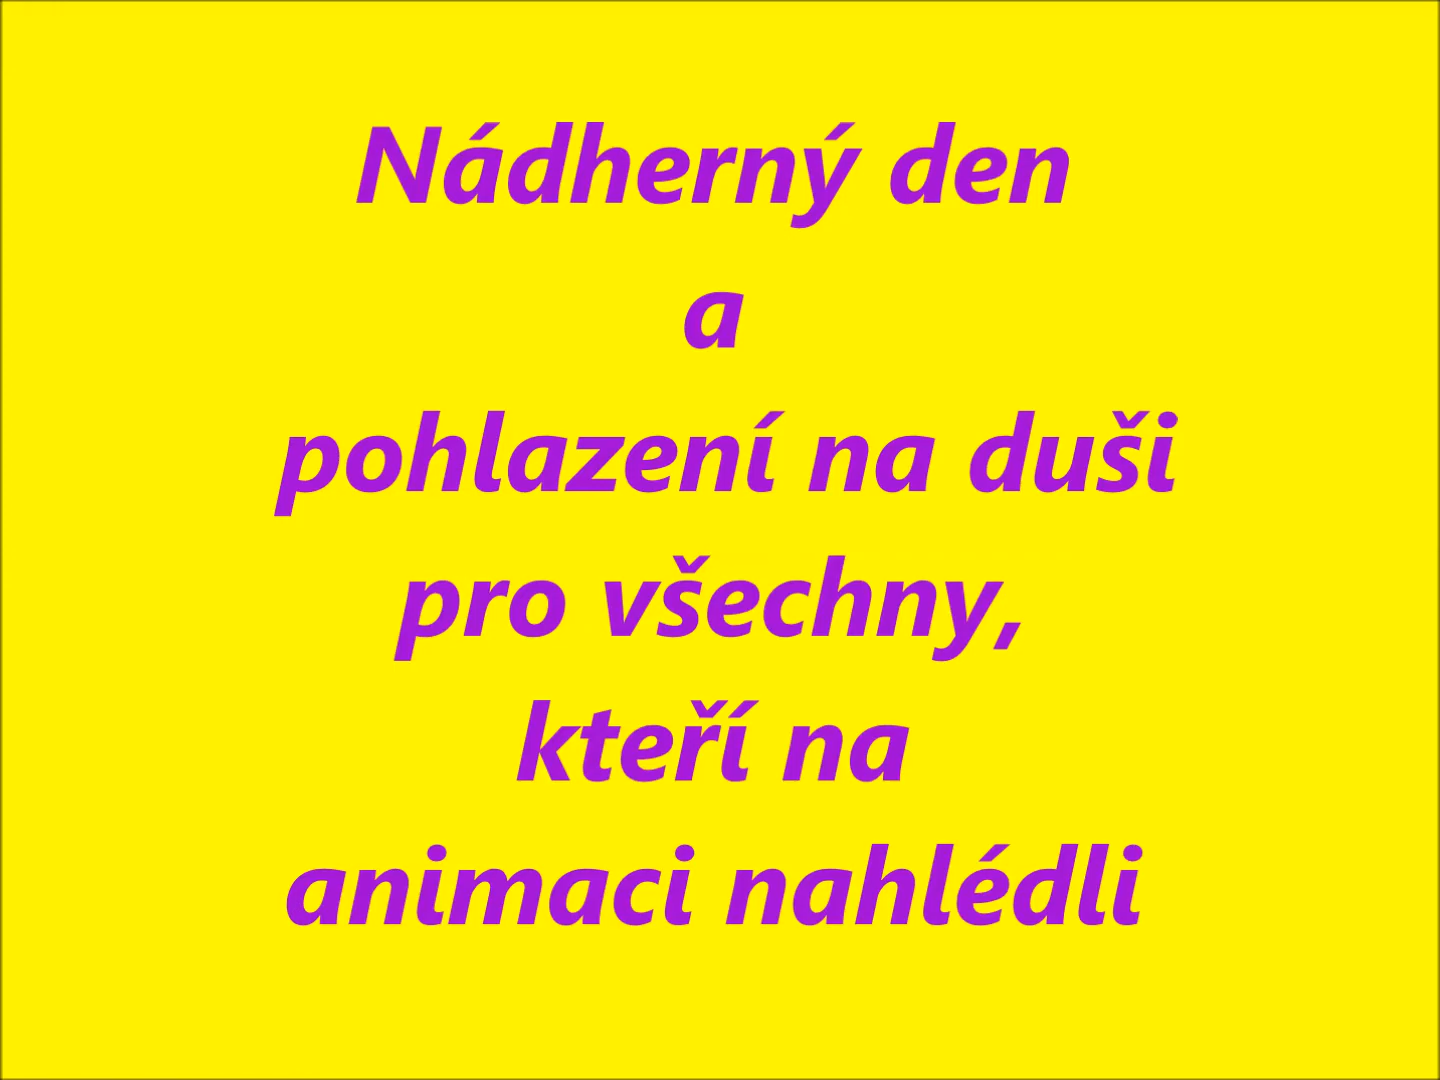 Nádherný den
a
pohlazení na duši
pro všechny,
kteří na
animaci nahlédli